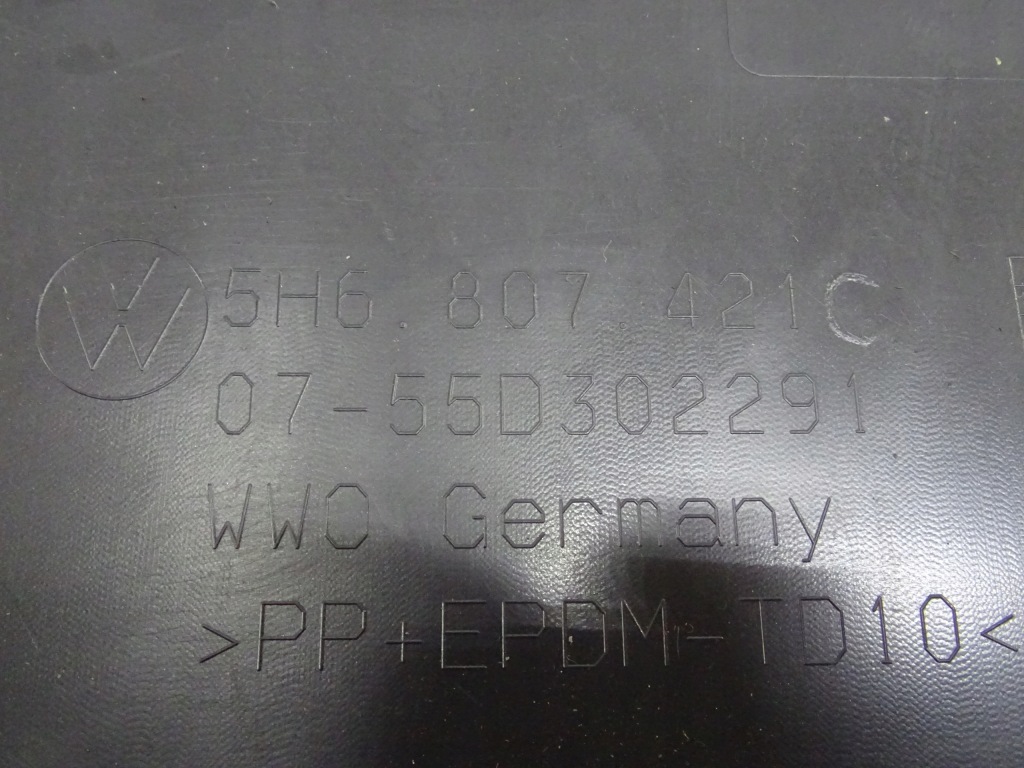 5H6.807.421C
07-55D302291
WWO Germany
>PP+EPDM-TD10<